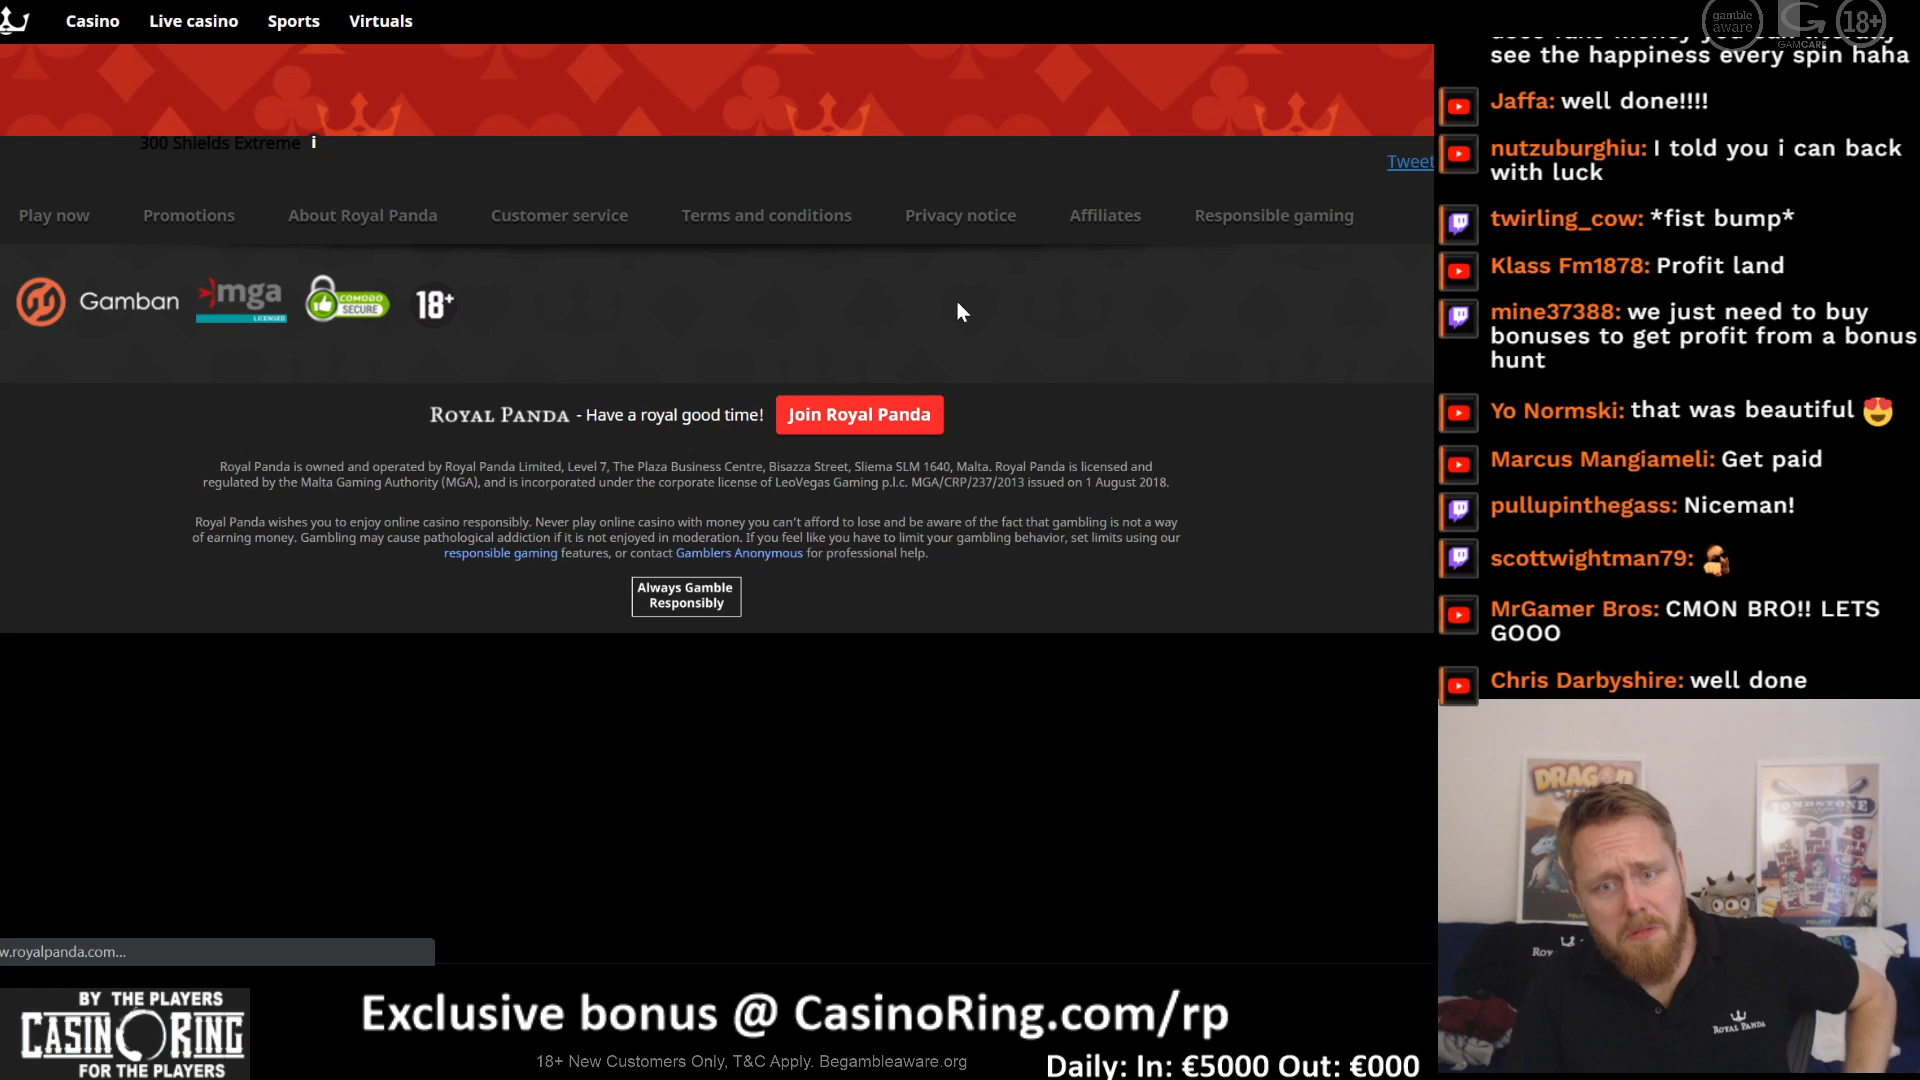 Casino Live casino Sports Virtuals
gamble aware
GAMCARE
18+
see the happiness every spin haha
Jaffa: well done!!!!
nutzuburghiu: I told you i can back
with luck
twirling_cow: *fist bump*
Klass Fm1878: Profit land
mine37388: we just need to buy
bonuses to get profit from a bonus
hunt
Yo Normski: that was beautiful 😍
Marcus Mangiameli: Get paid
pullupinthegass: Niceman!
scottwightman79:
MrGamer Bros: CMON BRO!! LETS
GOOO
Chris Darbyshire: well done
300 Shields Extreme i
Tweet
Play now Promotions About Royal Panda Customer service Terms and conditions Privacy notice Affiliates Responsible gaming
Gamban mga LICENSED COMODO SECURE 18+
ROYAL PANDA - Have a royal good time! Join Royal Panda
Royal Panda is owned and operated by Royal Panda Limited, Level 7, The Plaza Business Centre, Bisazza Street, Sliema SLM 1640, Malta. Royal Panda is licensed and
regulated by the Malta Gaming Authority (MGA), and is incorporated under the corporate license of LeoVegas Gaming p.l.c. MGA/CRP/237/2013 issued on 1 August 2018.
Royal Panda wishes you to enjoy online casino responsibly. Never play online casino with money you can't afford to lose and be aware of the fact that gambling is not a way
of earning money. Gambling may cause pathological addiction if it is not enjoyed in moderation. If you feel like you have to limit your gambling behavior, set limits using our
responsible gaming features, or contact Gamblers Anonymous for professional help.
Always Gamble
Responsibly
DRAGON
TOMBSTONE
Roy
ROYAL PANDA
w.royalpanda.com...
BY THE PLAYERS
CASINORING
FOR THE PLAYERS
Exclusive bonus @ CasinoRing.com/rp
18+ New Customers Only, T&C Apply. Begambleaware.org
Daily: In: €5000 Out: €000